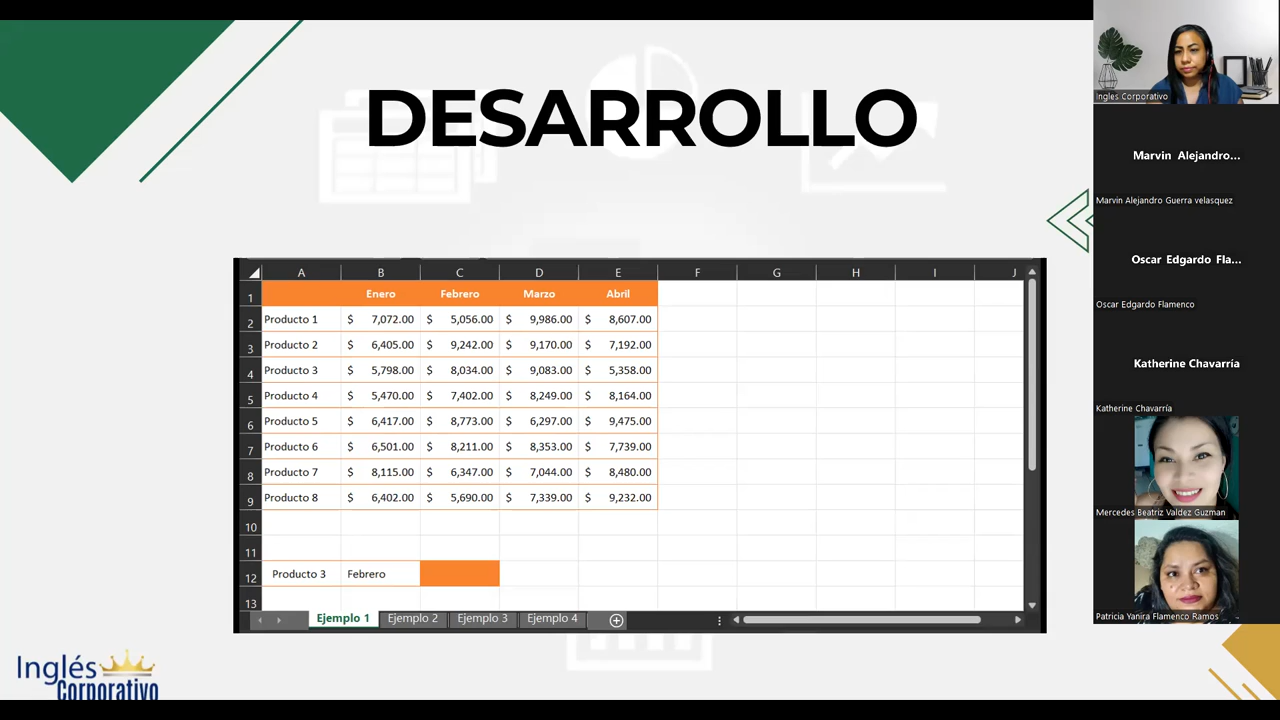 DESARROLLO
A B C D E F G H I J
1 Enero Febrero Marzo Abril
2 Producto 1 $ 7,072.00 $ 5,056.00 $ 9,986.00 $ 8,607.00
3 Producto 2 $ 6,405.00 $ 9,242.00 $ 9,170.00 $ 7,192.00
4 Producto 3 $ 5,798.00 $ 8,034.00 $ 9,083.00 $ 5,358.00
5 Producto 4 $ 5,470.00 $ 7,402.00 $ 8,249.00 $ 8,164.00
6 Producto 5 $ 6,417.00 $ 8,773.00 $ 6,297.00 $ 9,475.00
7 Producto 6 $ 6,501.00 $ 8,211.00 $ 8,353.00 $ 7,739.00
8 Producto 7 $ 8,115.00 $ 6,347.00 $ 7,044.00 $ 8,480.00
9 Producto 8 $ 6,402.00 $ 5,690.00 $ 7,339.00 $ 9,232.00
10
11
12 Producto 3 Febrero
13
Ejemplo 1 Ejemplo 2 Ejemplo 3 Ejemplo 4
Inglés
Corporativo
Ingles Corporativo
Marvin Alejandro...
Marvin Alejandro Guerra velasquez
Oscar Edgardo Fla...
Oscar Edgardo Flamenco
Katherine Chavarría
Katherine Chavarría
Mercedes Beatriz Valdez Guzman
Patricia Yanira Flamenco Ramos